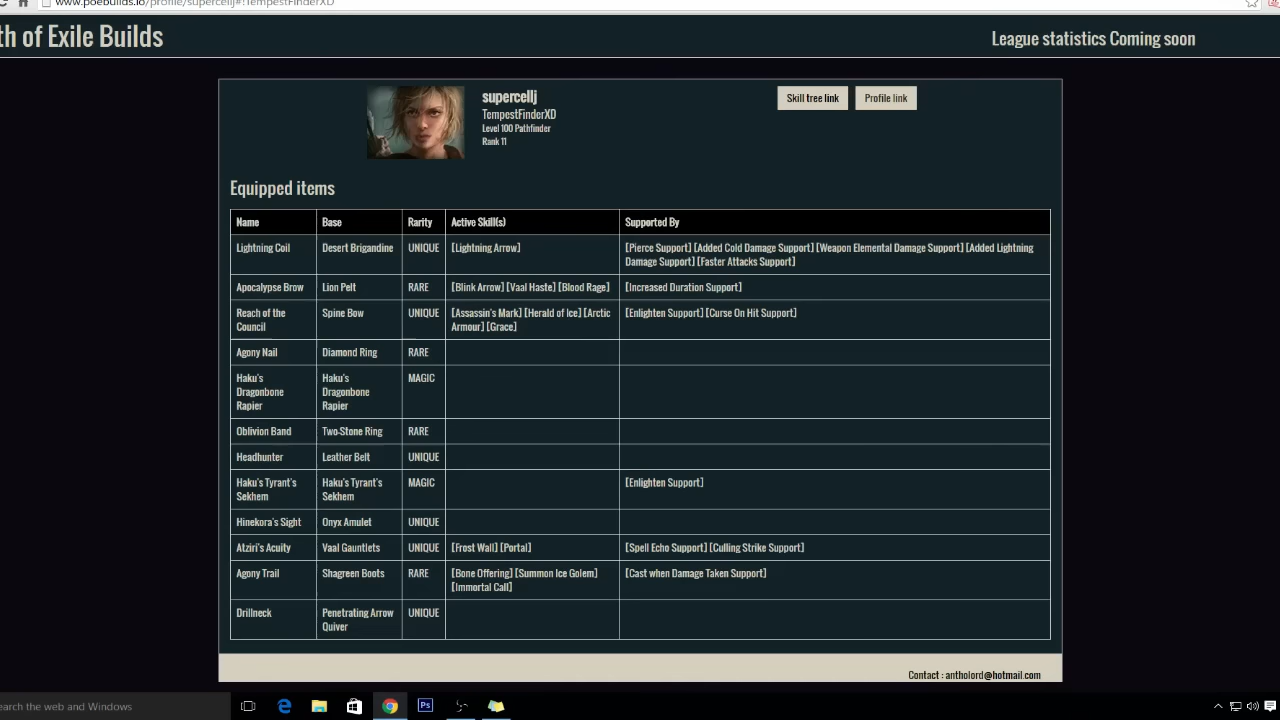 www.poebuilds.io/profile/supercellj#!TempestFinderXD
th of Exile Builds
League statistics Coming soon
supercellj
TempestFinderXD
Level 100 Pathfinder
Rank 11
Skill tree link
Profile link
Equipped items
Name Base Rarity Active Skill(s) Supported By
Lightning Coil Desert Brigandine UNIQUE [Lightning Arrow] [Pierce Support] [Added Cold Damage Support] [Weapon Elemental Damage Support] [Added Lightning
Damage Support] [Faster Attacks Support]
Apocalypse Brow Lion Pelt RARE [Blink Arrow] [Vaal Haste] [Blood Rage] [Increased Duration Support]
Reach of the Spine Bow UNIQUE [Assassin's Mark] [Herald of Ice] [Arctic [Enlighten Support] [Curse On Hit Support]
Council Armour] [Grace]
Agony Nail Diamond Ring RARE
Haku's Haku's MAGIC
Dragonbone Dragonbone
Rapier Rapier
Oblivion Band Two-Stone Ring RARE
Headhunter Leather Belt UNIQUE
Haku's Tyrant's Haku's Tyrant's MAGIC [Enlighten Support]
Sekhem Sekhem
Hinekora's Sight Onyx Amulet UNIQUE
Atziri's Acuity Vaal Gauntlets UNIQUE [Frost Wall] [Portal] [Spell Echo Support] [Culling Strike Support]
Agony Trail Shagreen Boots RARE [Bone Offering] [Summon Ice Golem] [Cast when Damage Taken Support]
[Immortal Call]
Drillneck Penetrating Arrow UNIQUE
Quiver
Contact : antholord@hotmail.com
earch the web and Windows